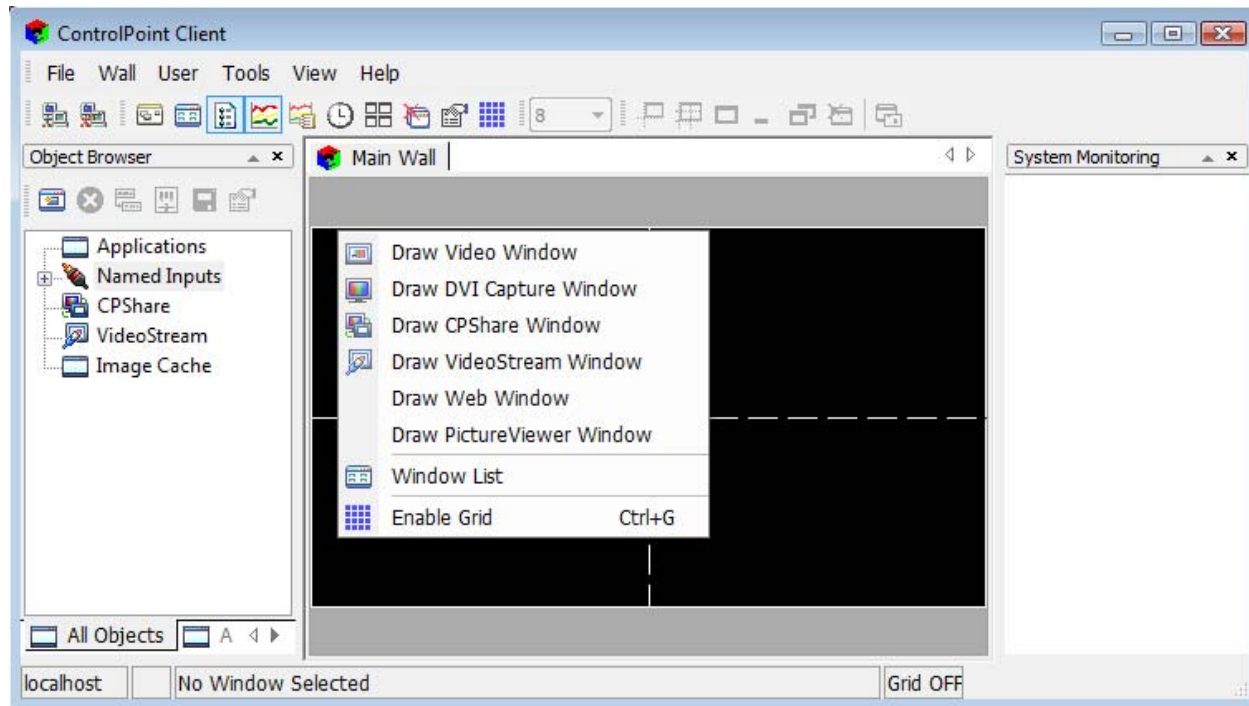 ControlPoint Client
File Wall User Tools View Help
8
Object Browser
Main Wall
System Monitoring
Applications
Named Inputs
CPShare
VideoStream
Image Cache
Draw Video Window
Draw DVI Capture Window
Draw CPShare Window
Draw VideoStream Window
Draw Web Window
Draw PictureViewer Window
Window List
Enable Grid Ctrl+G
All Objects A
localhost No Window Selected Grid OFF